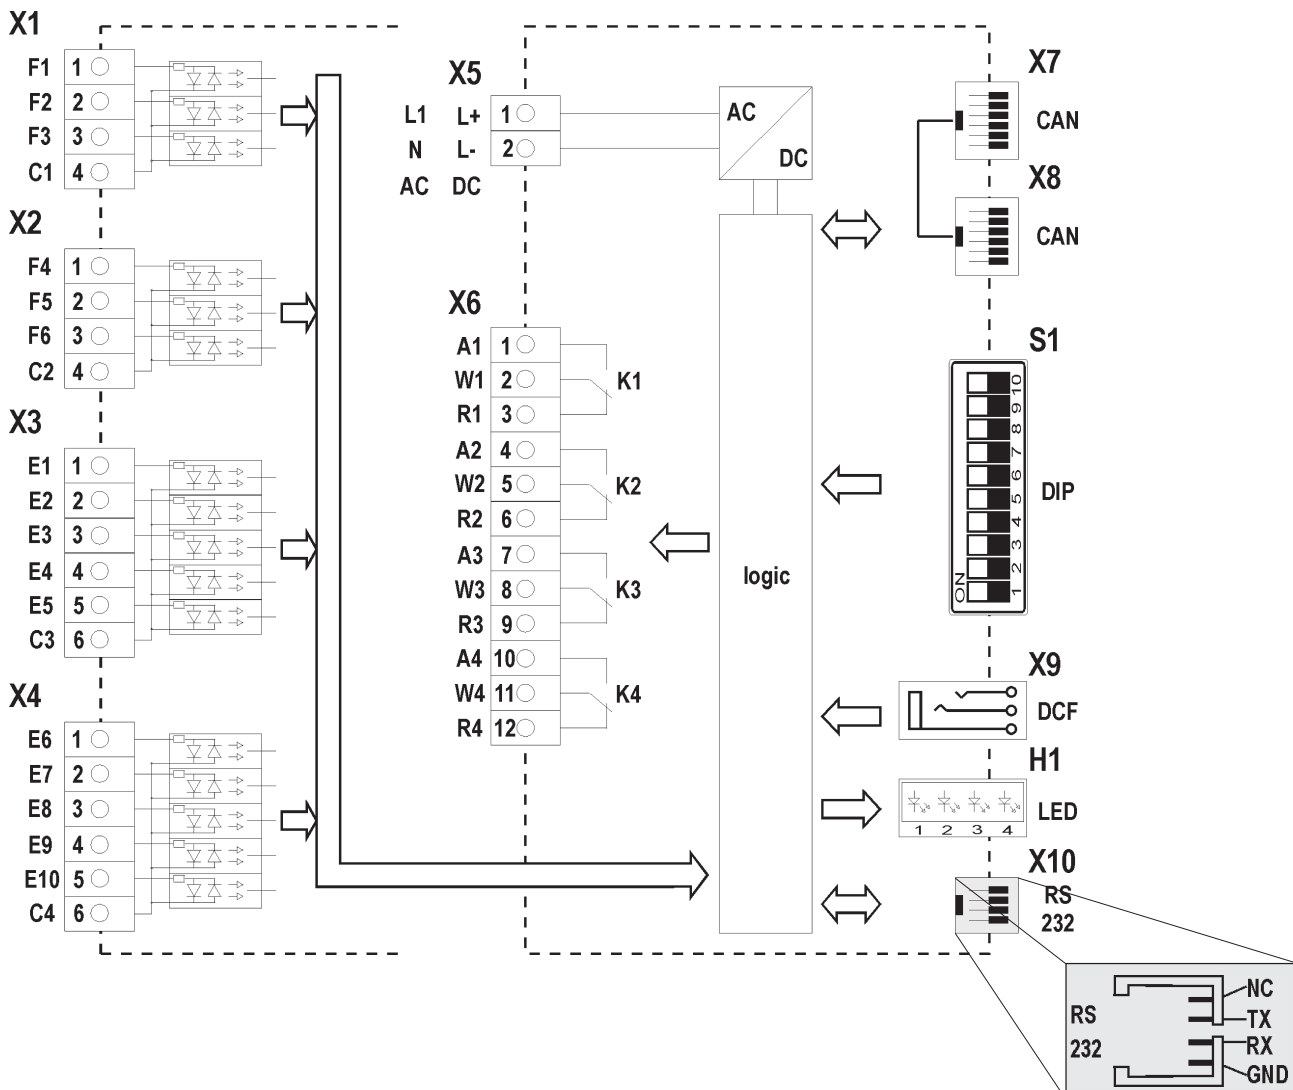 X1
F1 1
F2 2
F3 3
C1 4
X2
F4 1
F5 2
F6 3
C2 4
X3
E1 1
E2 2
E3 3
E4 4
E5 5
C3 6
X4
E6 1
E7 2
E8 3
E9 4
E10 5
C4 6
X5
L1 L+ 1
N L- 2
AC DC
AC
DC
X6
A1 1
W1 2
R1 3
K1
A2 4
W2 5
R2 6
K2
A3 7
W3 8
R3 9
K3
A4 10
W4 11
R4 12
K4
logic
X7
CAN
X8
CAN
S1
10
9
8
7
6
5
4
3
2
1
ON
DIP
X9
DCF
H1
LED
1 2 3 4
X10
RS
232
RS
232
NC
TX
RX
GND